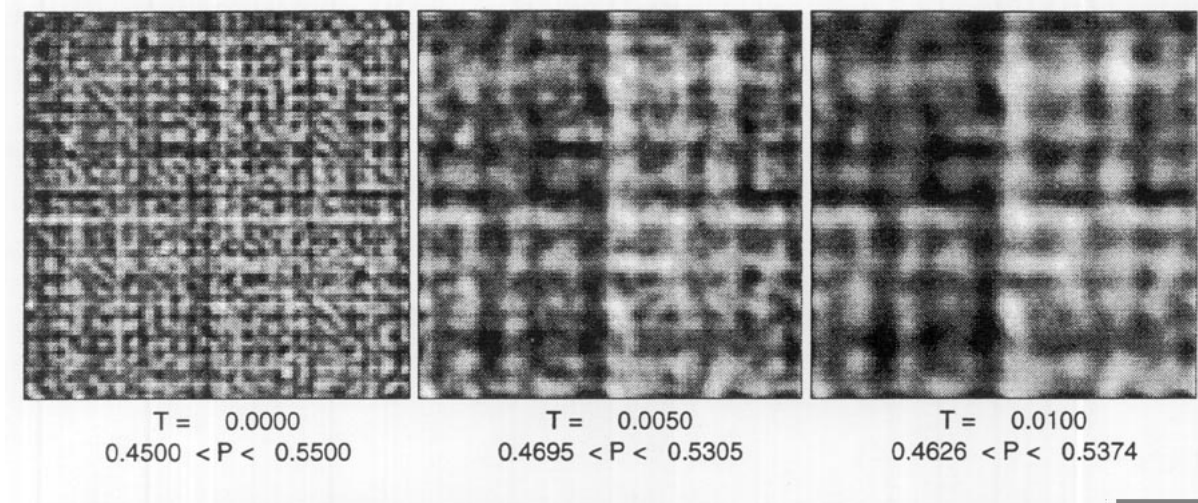 T = 0.0000
0.4500 < P < 0.5500
T = 0.0050
0.4695 < P < 0.5305
T = 0.0100
0.4626 < P < 0.5374